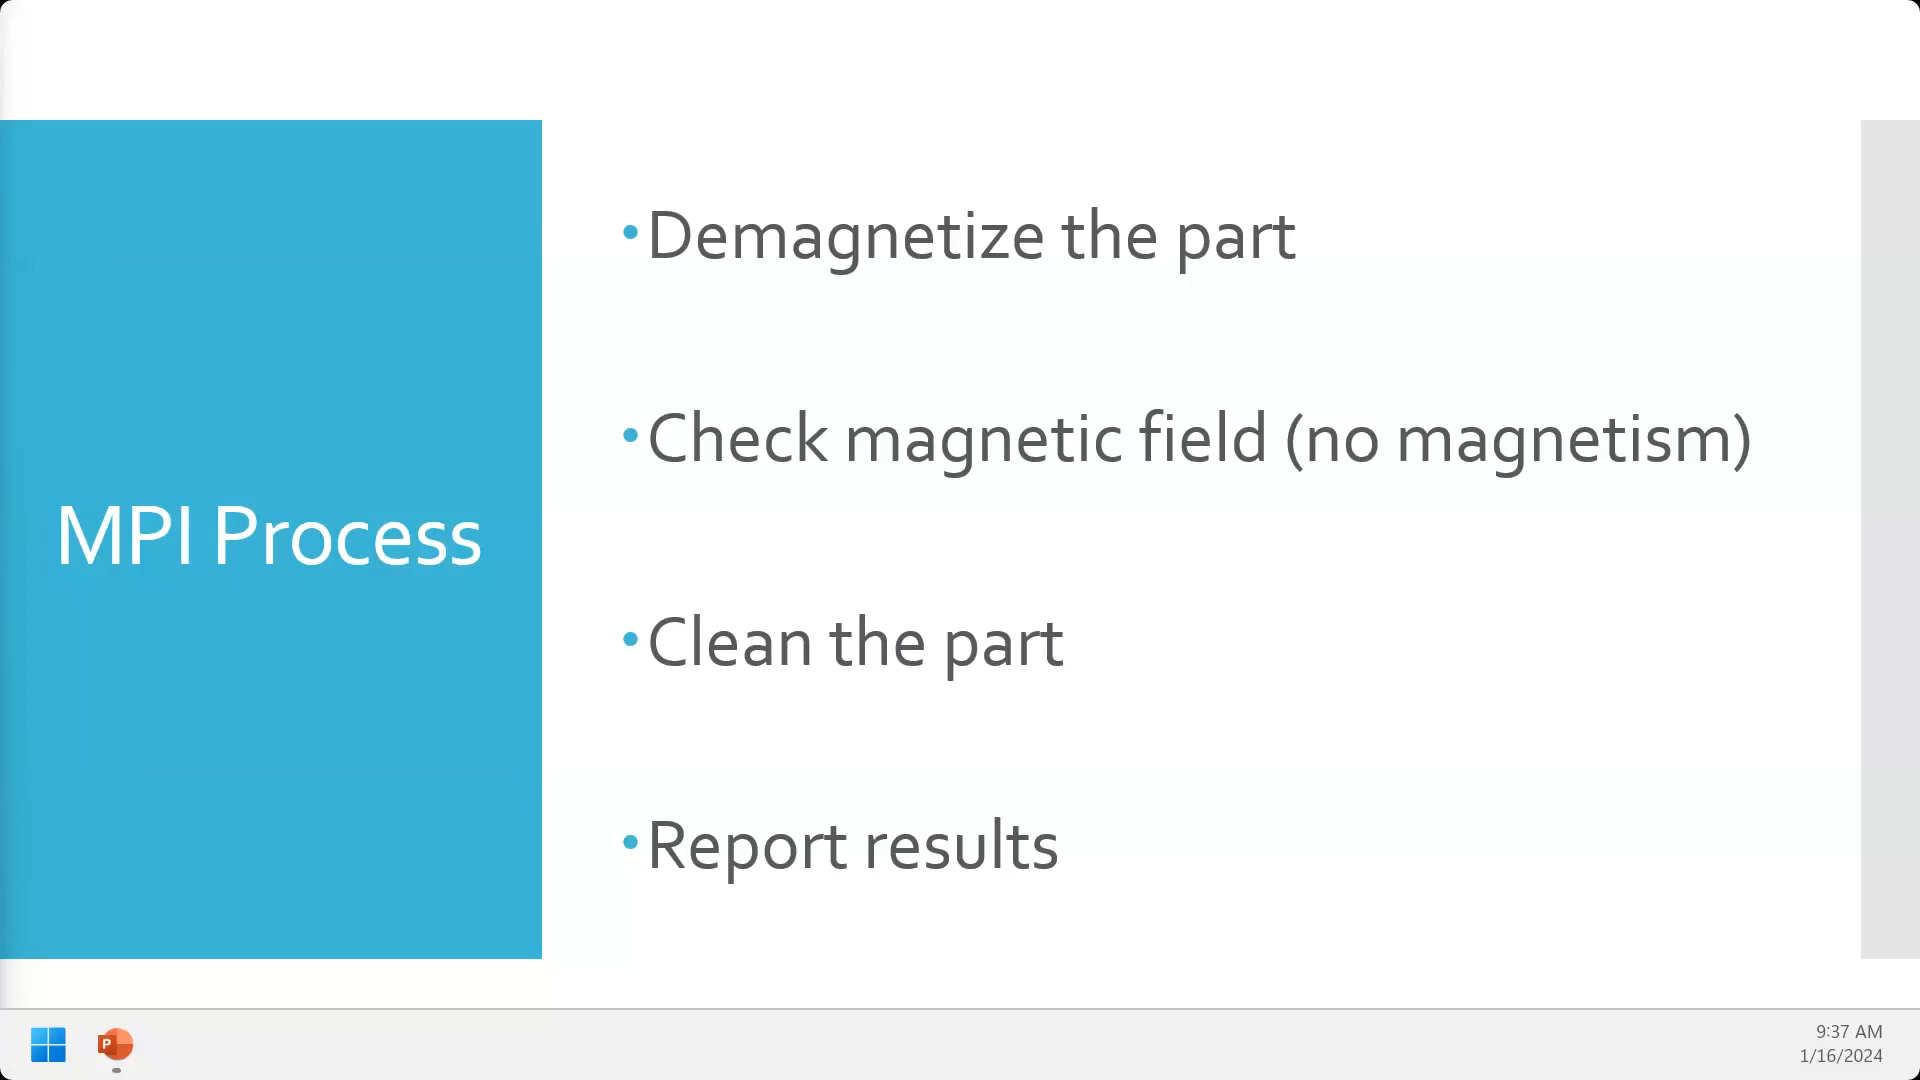 MPI Process
•Demagnetize the part
•Check magnetic field (no magnetism)
•Clean the part
•Report results
P
9:37 AM
1/16/2024